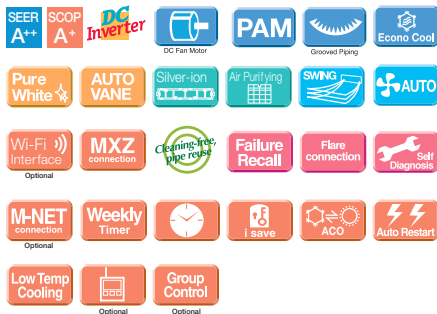 SEER
A++
SCOP
A+
DC
Inverter
DC Fan Motor
PAM
Grooved Piping
Econo Cool
Pure
White
AUTO
VANE
Silver-ion
Air Purifying
SWING
AUTO
Wi-Fi
Interface
Optional
MXZ
connection
Cleaning-free,
pipe reuse
Failure
Recall
Flare
connection
Self
Diagnosis
M-NET
connection
Optional
Weekly
Timer
i save
ACO
Auto Restart
Low Temp
Cooling
Optional
Group
Control
Optional